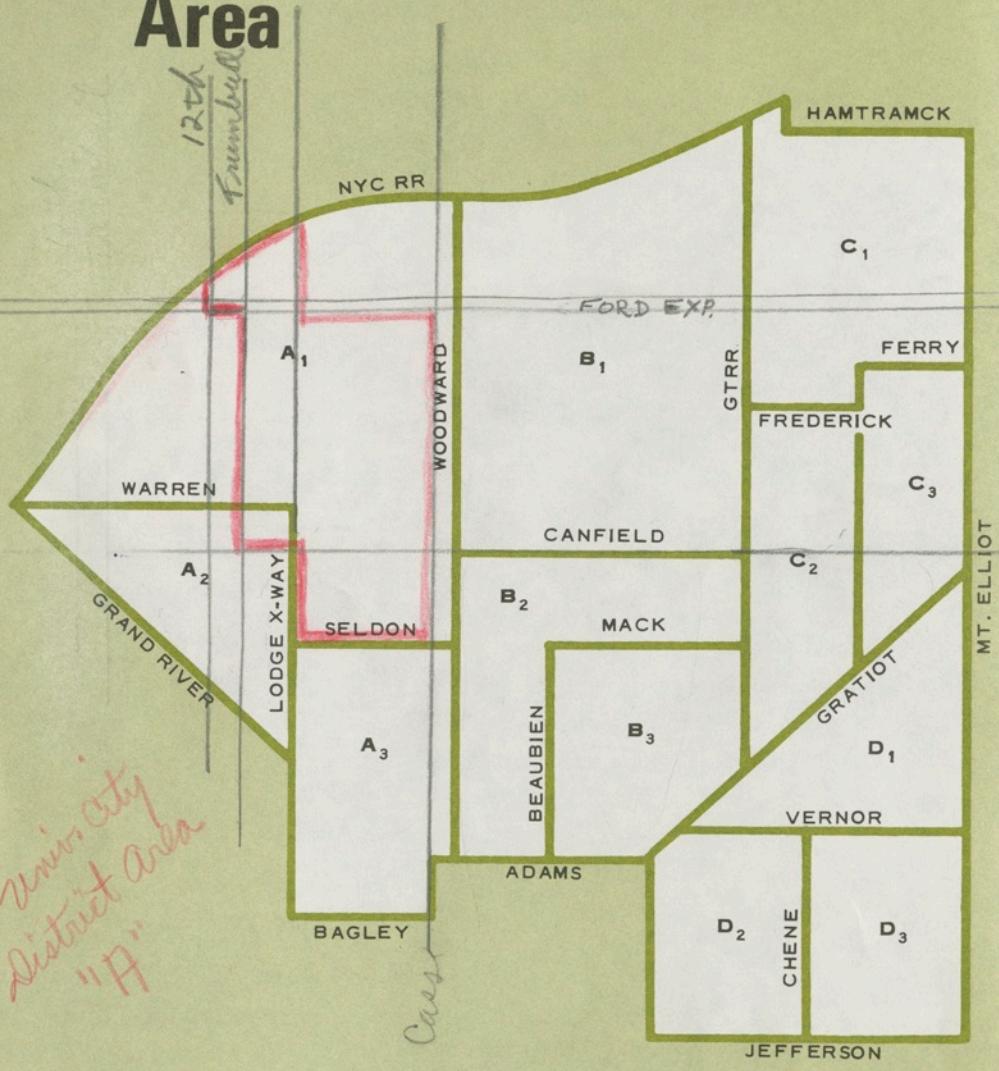 Area
12th
Trumbull
HAMTRAMCK
NYC RR
C1
FORD EXP.
A1
B1
WOODWARD
GTRR
FERRY
FREDERICK
WARREN
C3
CANFIELD
A2
C2
MT. ELLIOT
LODGE X-WAY
B2
GRAND RIVER
SELDON
MACK
GRATIOT
A3
BEAUBIEN
B3
D1
VERNOR
ADAMS
Univ. City
District Area
"A"
BAGLEY
D2
CHENE
D3
Cass
JEFFERSON